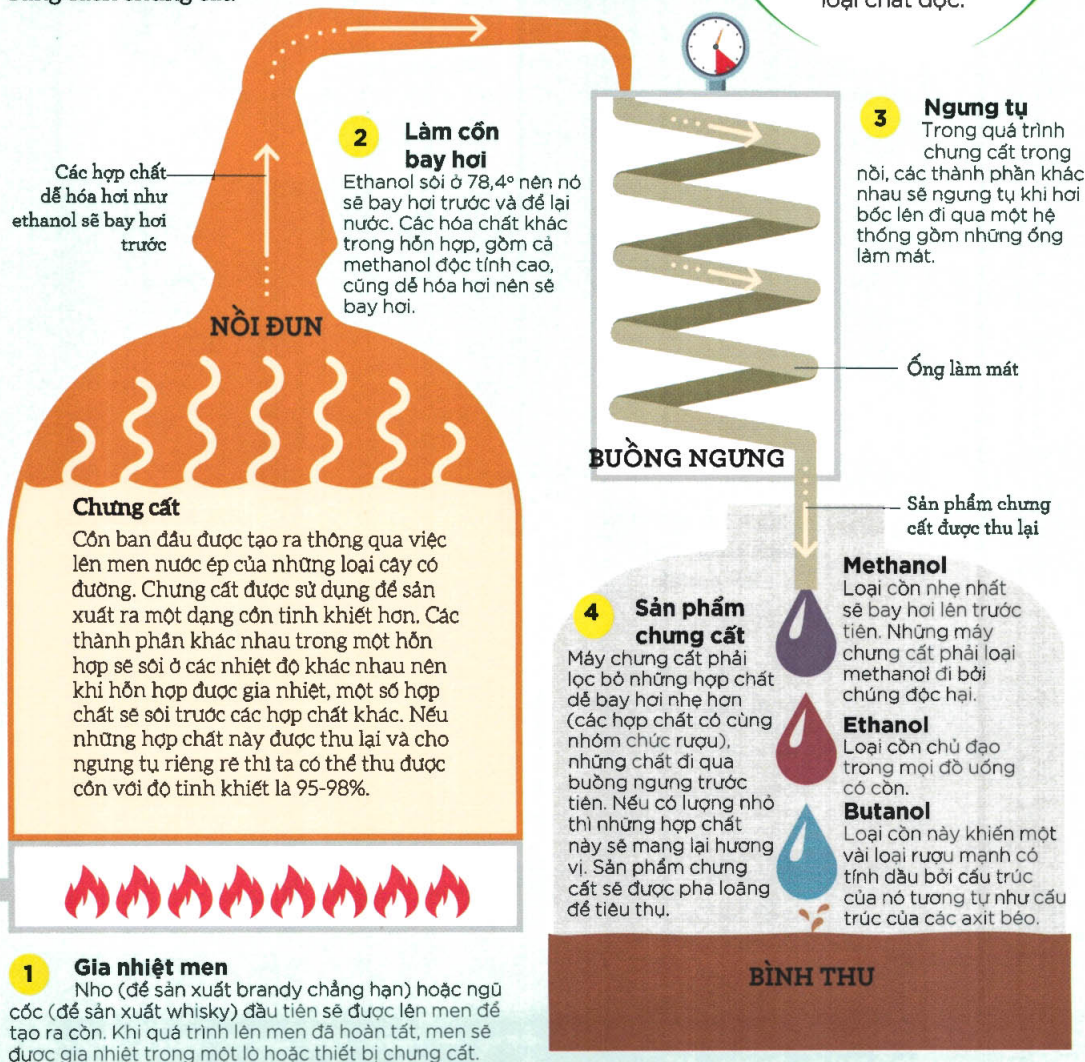 loại chất độc.
2 Làm cồn
bay hơi
Ethanol sôi ở 78,4° nên nó
sẽ bay hơi trước và để lại
nước. Các hóa chất khác
trong hỗn hợp, gồm cả
methanol độc tính cao,
cũng dễ hóa hơi nên sẽ
bay hơi.
Các hợp chất
dễ hóa hơi như
ethanol sẽ bay hơi
trước
NỒI ĐUN
3 Ngưng tụ
Trong quá trình
chưng cất trong
nồi, các thành phần khác
nhau sẽ ngưng tụ khi hơi
bốc lên đi qua một hệ
thống gồm những ống
làm mát.
Ống làm mát
BUỒNG NGƯNG
Sản phẩm chưng
cất được thu lại
Chưng cất
Cồn ban đầu được tạo ra thông qua việc
lên men nước ép của những loại cây có
đường. Chưng cất được sử dụng để sản
xuất ra một dạng cồn tinh khiết hơn. Các
thành phần khác nhau trong một hỗn
hợp sẽ sôi ở các nhiệt độ khác nhau nên
khi hỗn hợp được gia nhiệt, một số hợp
chất sẽ sôi trước các hợp chất khác. Nếu
những hợp chất này được thu lại và cho
ngưng tụ riêng rẽ thì ta có thể thu được
cồn với độ tinh khiết là 95-98%.
4 Sản phẩm
chưng cất
Máy chưng cất phải
lọc bỏ những hợp chất
dễ bay hơi nhẹ hơn
(các hợp chất có cùng
nhóm chức rượu),
những chất đi qua
buồng ngưng trước
tiên. Nếu có lượng nhỏ
thì những hợp chất
này sẽ mang lại hương
vị. Sản phẩm chưng
cất sẽ được pha loãng
để tiêu thụ.
Methanol
Loại cồn nhẹ nhất
sẽ bay hơi lên trước
tiên. Những máy
chưng cất phải loại
methanol đi bởi
chúng độc hại.
Ethanol
Loại cồn chủ đạo
trong mọi đồ uống
có cồn.
Butanol
Loại cồn này khiến một
vài loại rượu mạnh có
tính dầu bởi cấu trúc
của nó tương tự như cấu
trúc của các axit béo.
BÌNH THU
1 Gia nhiệt men
Nho (để sản xuất brandy chẳng hạn) hoặc ngũ
cốc (để sản xuất whisky) đầu tiên sẽ được lên men để
tạo ra cồn. Khi quá trình lên men đã hoàn tất, men sẽ
được gia nhiệt trong một lò hoặc thiết bị chưng cất.